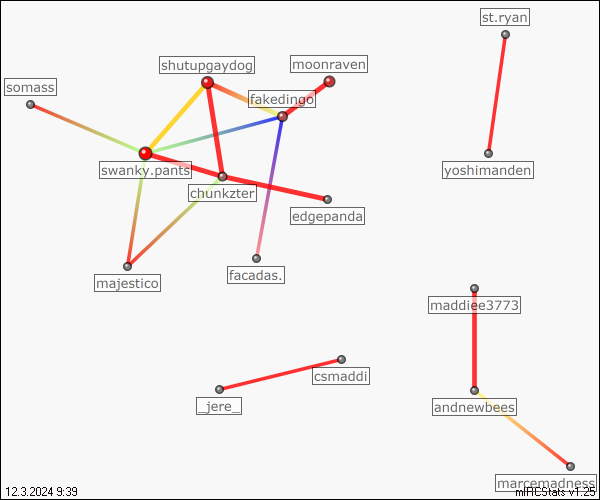 st.ryan
shutupgaydog
moonraven
somass
fakedingo
swanky.pants
yoshimanden
chunkzter
edgepanda
majestico
facadas.
maddiee3773
csmaddi
_jere_
andnewbees
marcemadness
12.3.2024 9:39
mIRCStats v1.25